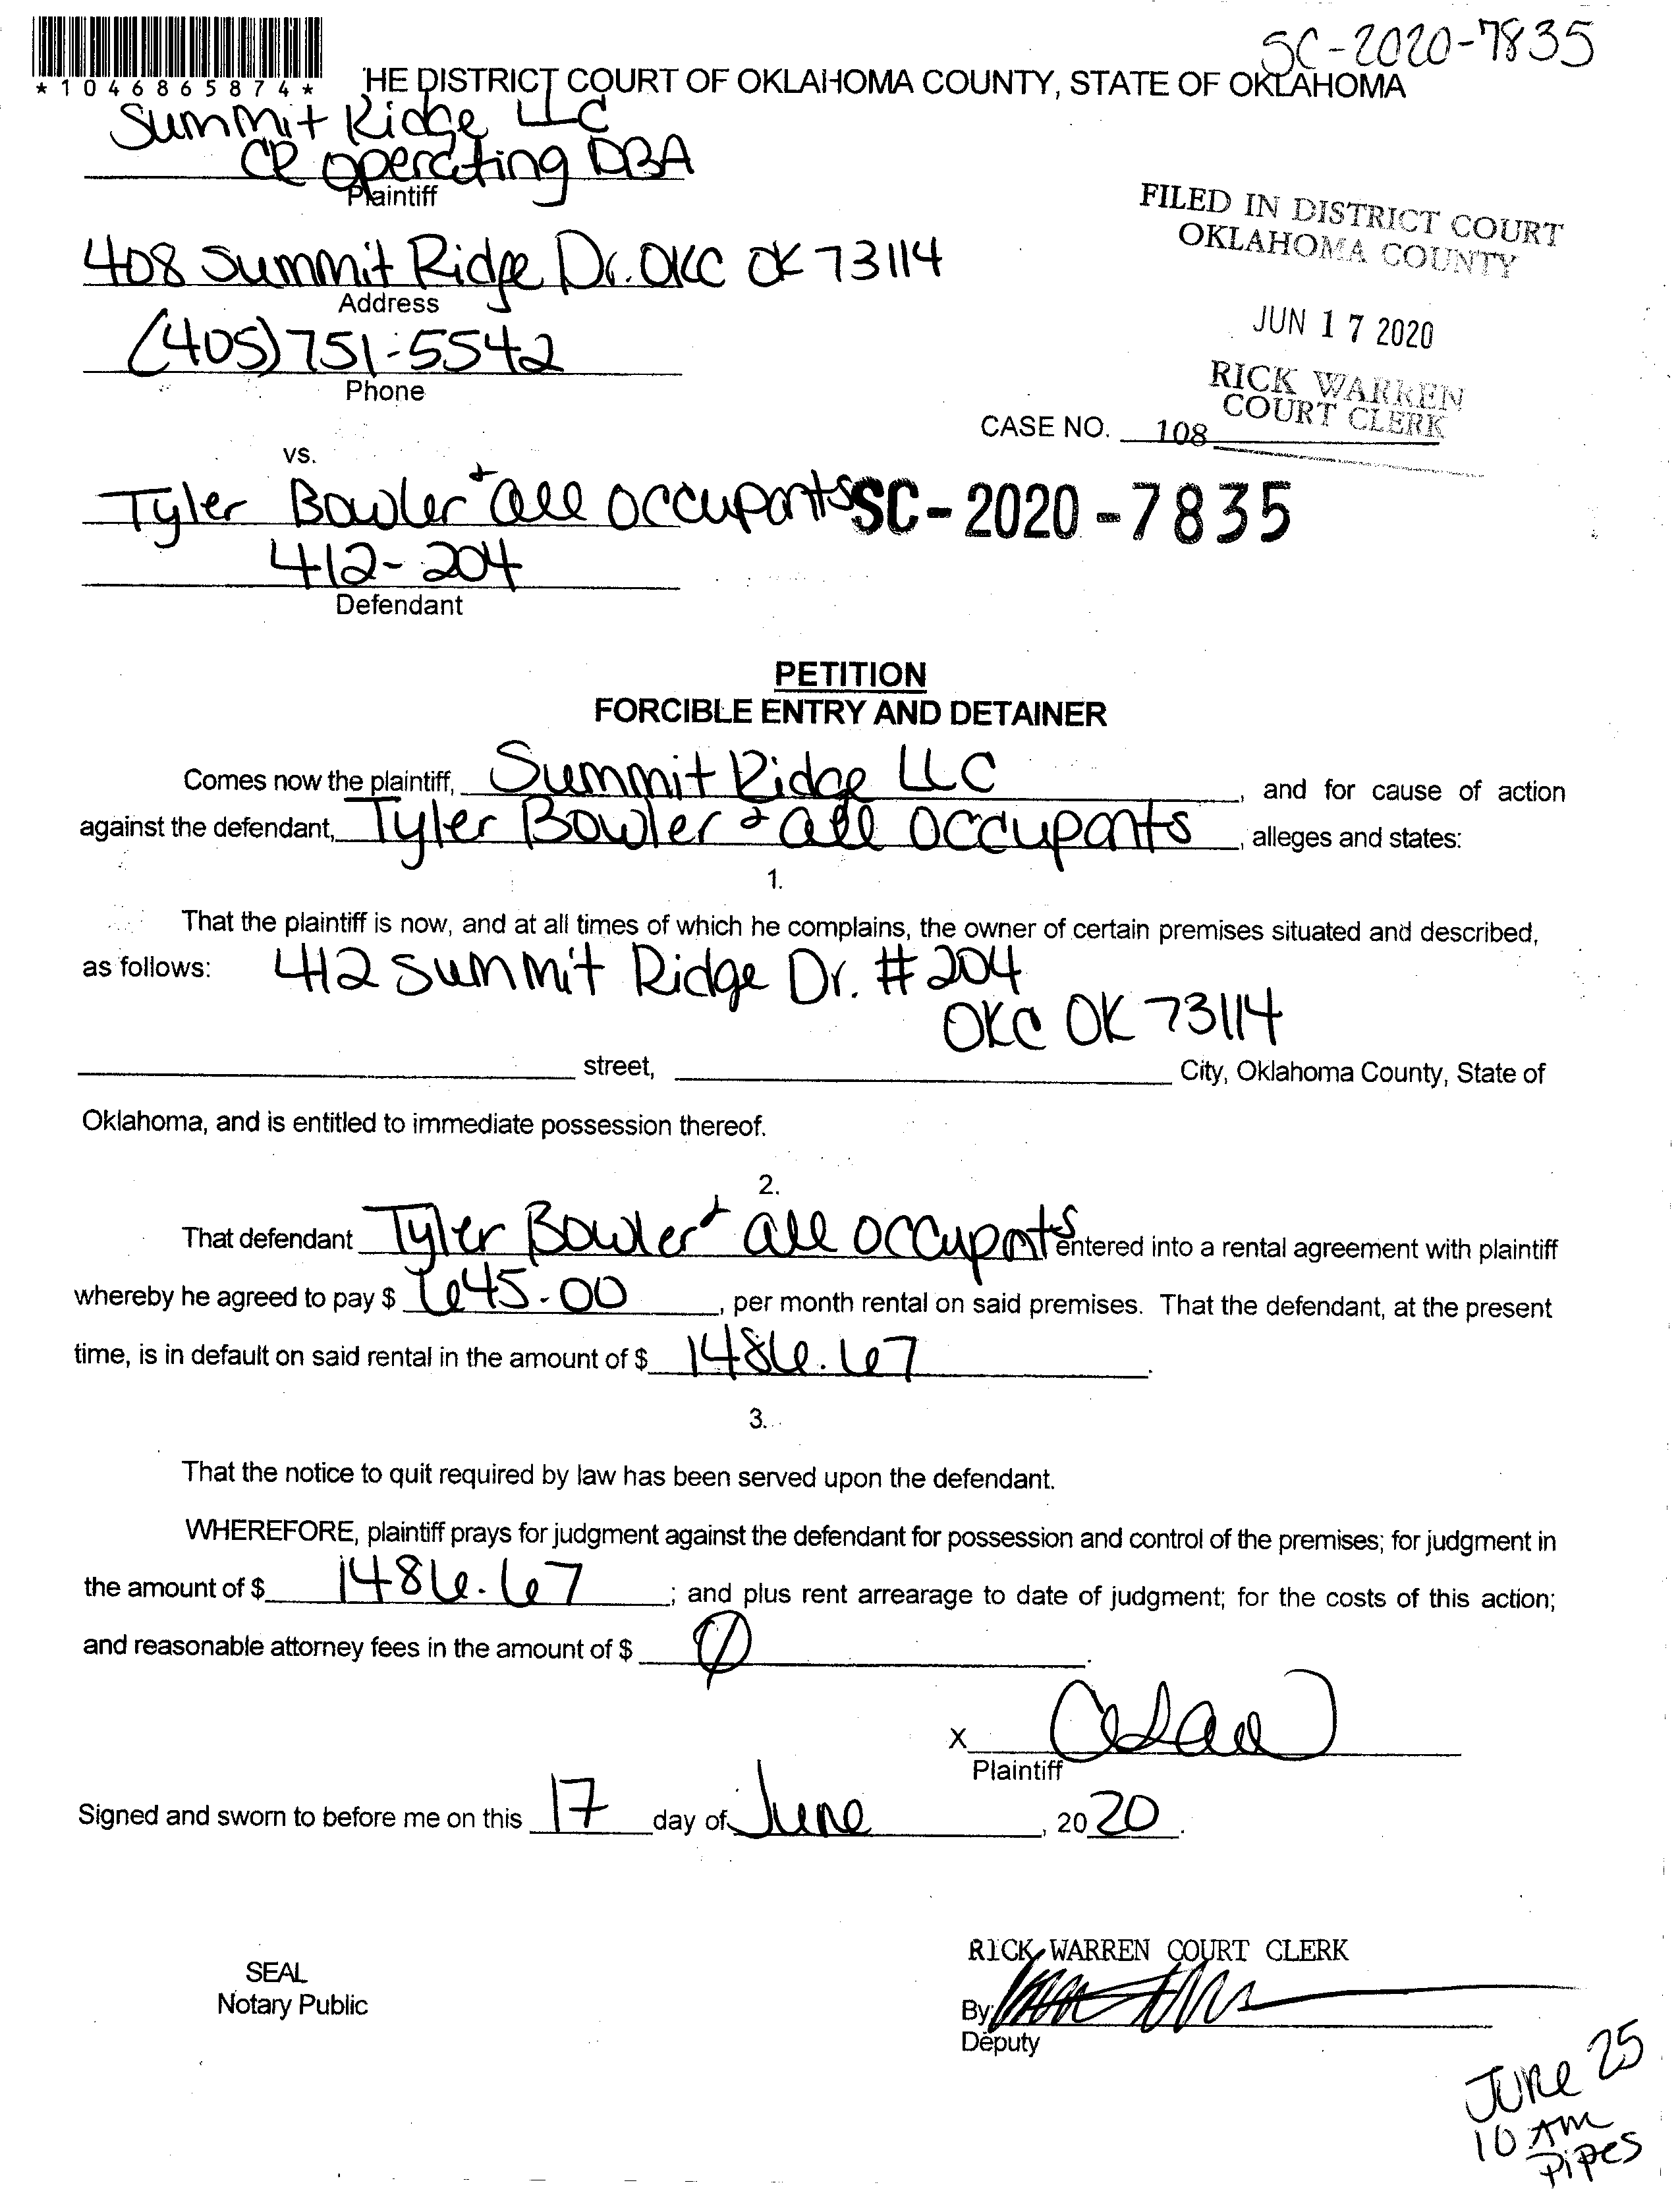 SC-2020-7835
*1046865874*
HE DISTRICT COURT OF OKLAHOMA COUNTY, STATE OF OKLAHOMA
Summit Ridge LLC
CR operating DBA
Plaintiff
FILED IN DISTRICT COURT
OKLAHOMA COUNTY
408 Summit Ridge Dr. OKC OK 73114
Address
JUN 17 2020
(405) 751-5542
Phone
RICK WARREN
COURT CLERK
CASE NO. 108
vs.
Tyler Bowler + all occupants
SC-2020-7835
412-204
Defendant
PETITION
FORCIBLE ENTRY AND DETAINER
Comes now the plaintiff, Summit Ridge LLC, and for cause of action
against the defendant, Tyler Bowler + all occupants, alleges and states:
1.
That the plaintiff is now, and at all times of which he complains, the owner of certain premises situated and described,
as follows: 412 Summit Ridge Dr. #204
OKC OK 73114
street, City, Oklahoma County, State of
Oklahoma, and is entitled to immediate possession thereof.
2.
That defendant Tyler Bowler + all occupnts entered into a rental agreement with plaintiff
whereby he agreed to pay $ 645.00, per month rental on said premises. That the defendant, at the present
time, is in default on said rental in the amount of $ 1486.67.
3.
That the notice to quit required by law has been served upon the defendant.
WHEREFORE, plaintiff prays for judgment against the defendant for possession and control of the premises; for judgment in
the amount of $ 1486.67; and plus rent arrearage to date of judgment; for the costs of this action;
and reasonable attorney fees in the amount of $ Ø.
X
Plaintiff
Signed and sworn to before me on this 17 day of June, 2020.
RICK WARREN COURT CLERK
SEAL
Notary Public
By:
Deputy
June 25
10 AM
Pipes